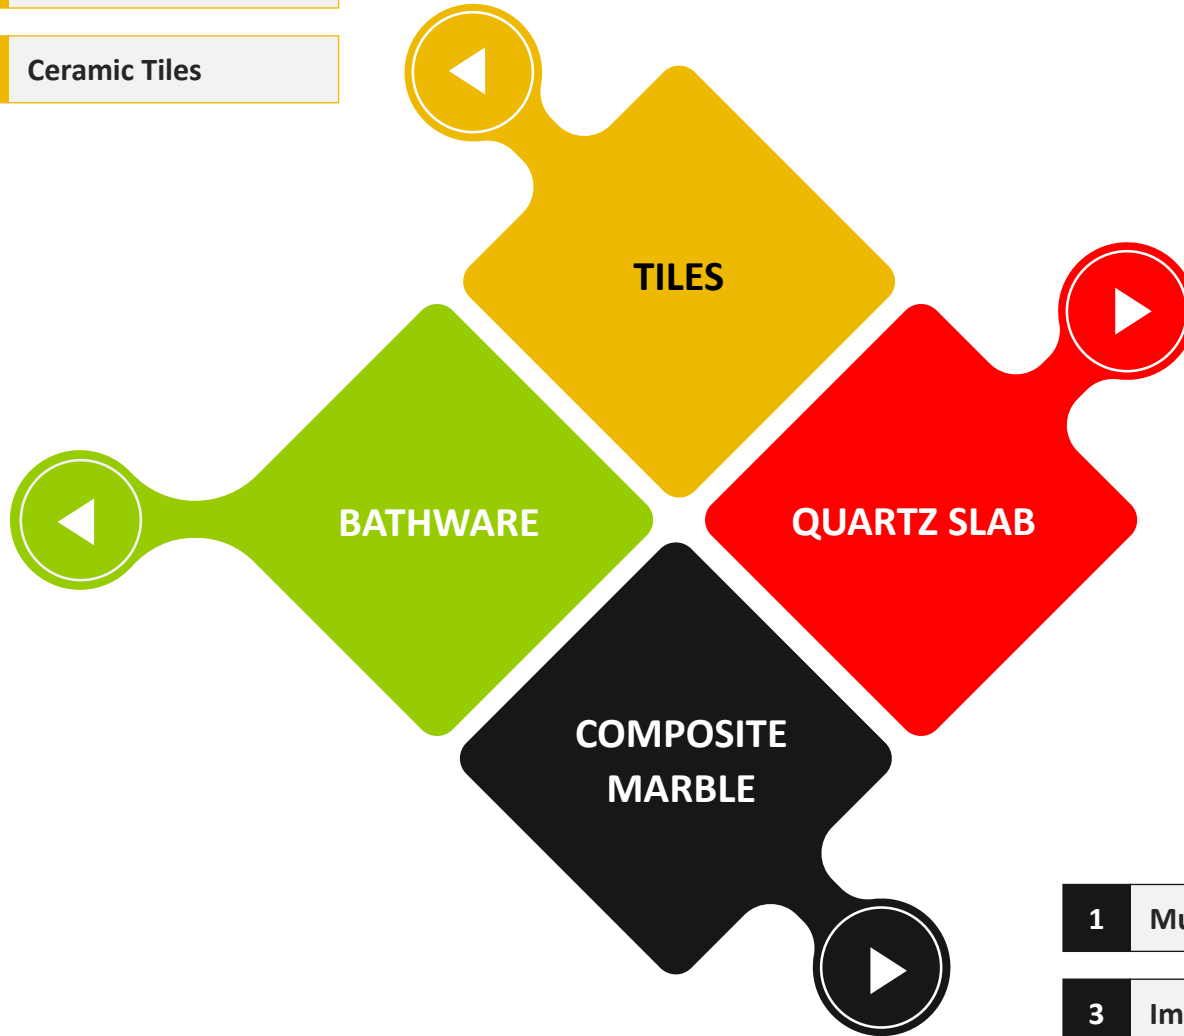 Ceramic Tiles
TILES
BATHWARE
QUARTZ SLAB
COMPOSITE
MARBLE
1
3